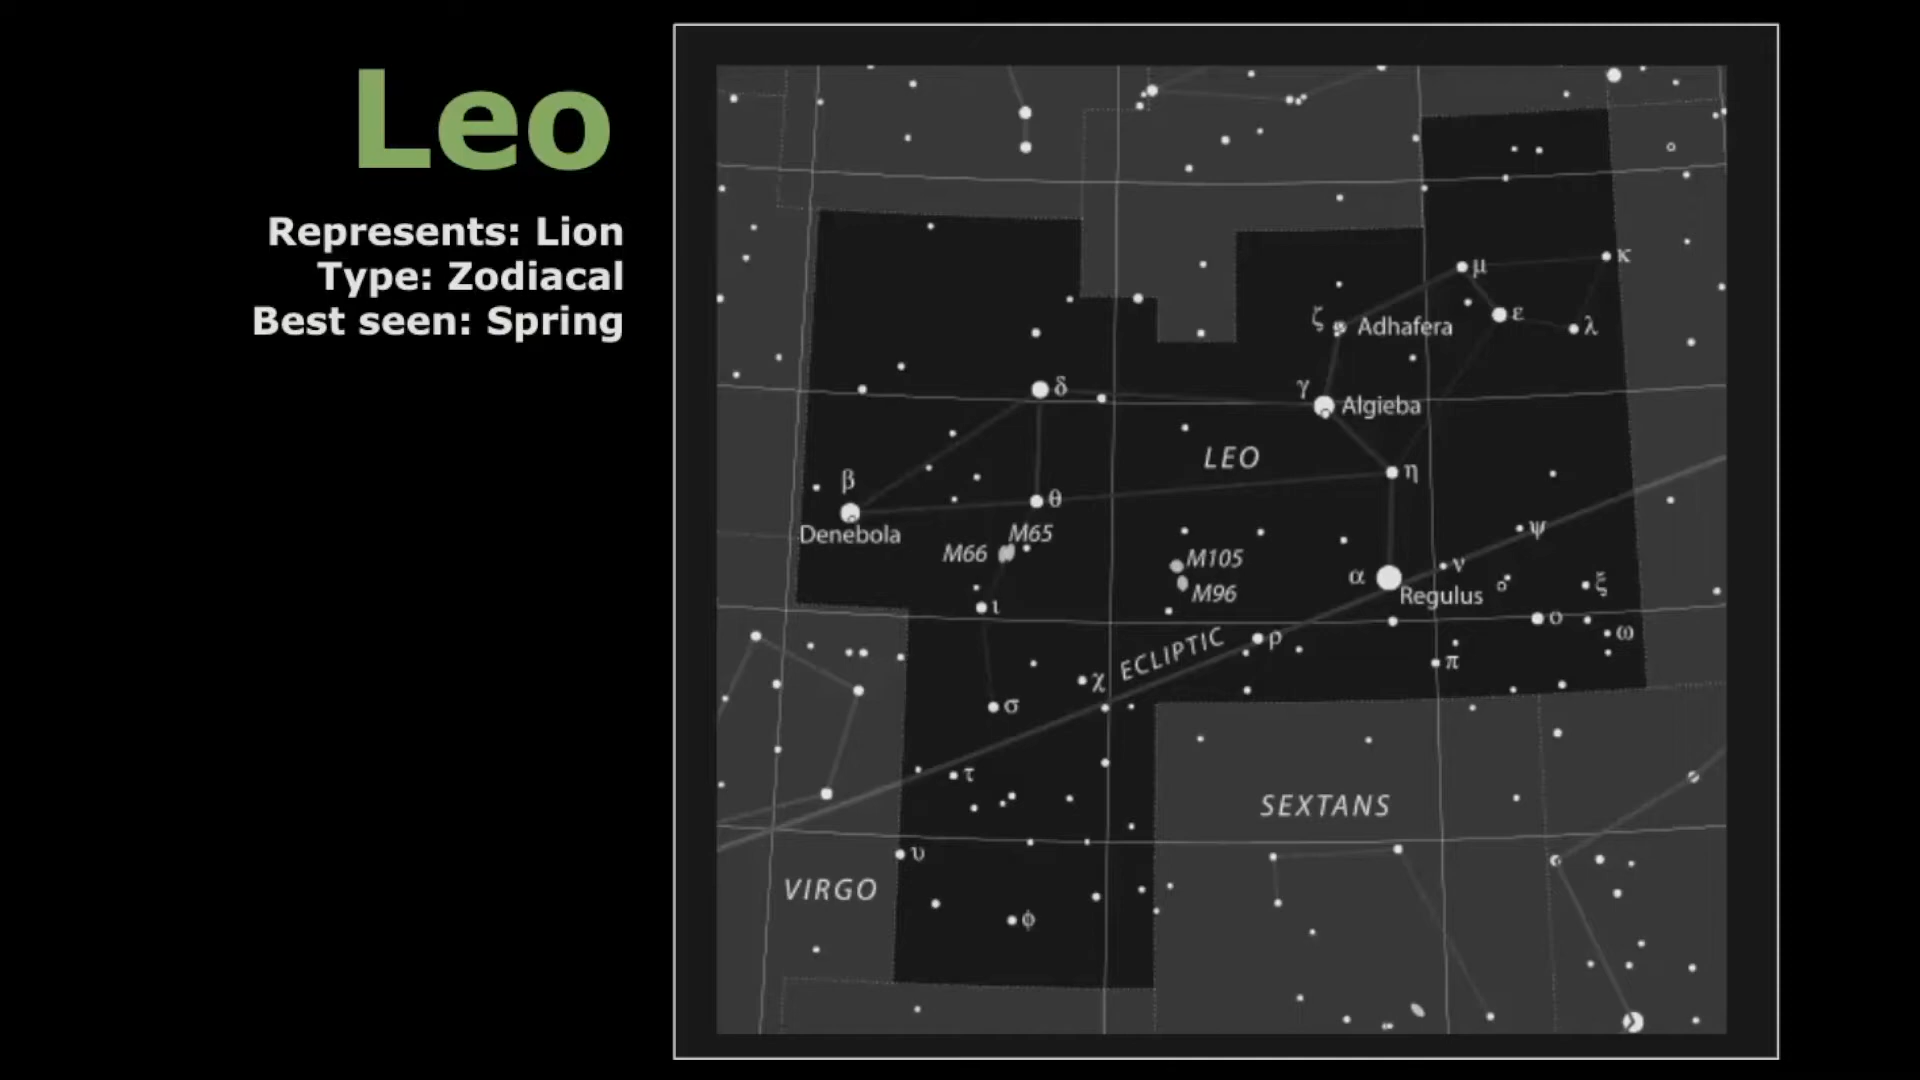 Leo
Represents: Lion
Type: Zodiacal
Best seen: Spring
μ
κ
ζ
Adhafera
ε
λ
δ
γ
Algieba
LEO
β
η
θ
Denebola
M65
M66
ψ
M105
M96
α
ν
Regulus
ξ
ι
ο
ω
ECLIPTIC
ρ
π
χ
σ
τ
SEXTANS
υ
VIRGO
φ